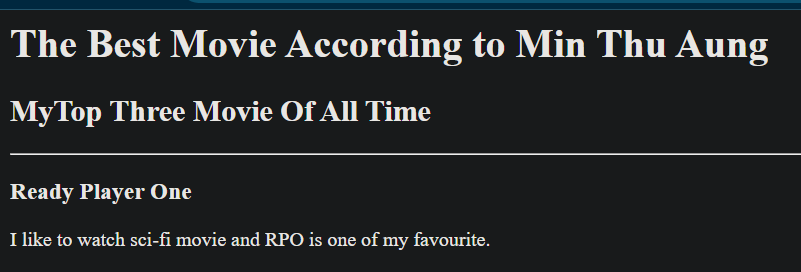 The Best Movie According to Min Thu Aung
MyTop Three Movie Of All Time
Ready Player One
I like to watch sci-fi movie and RPO is one of my favourite.